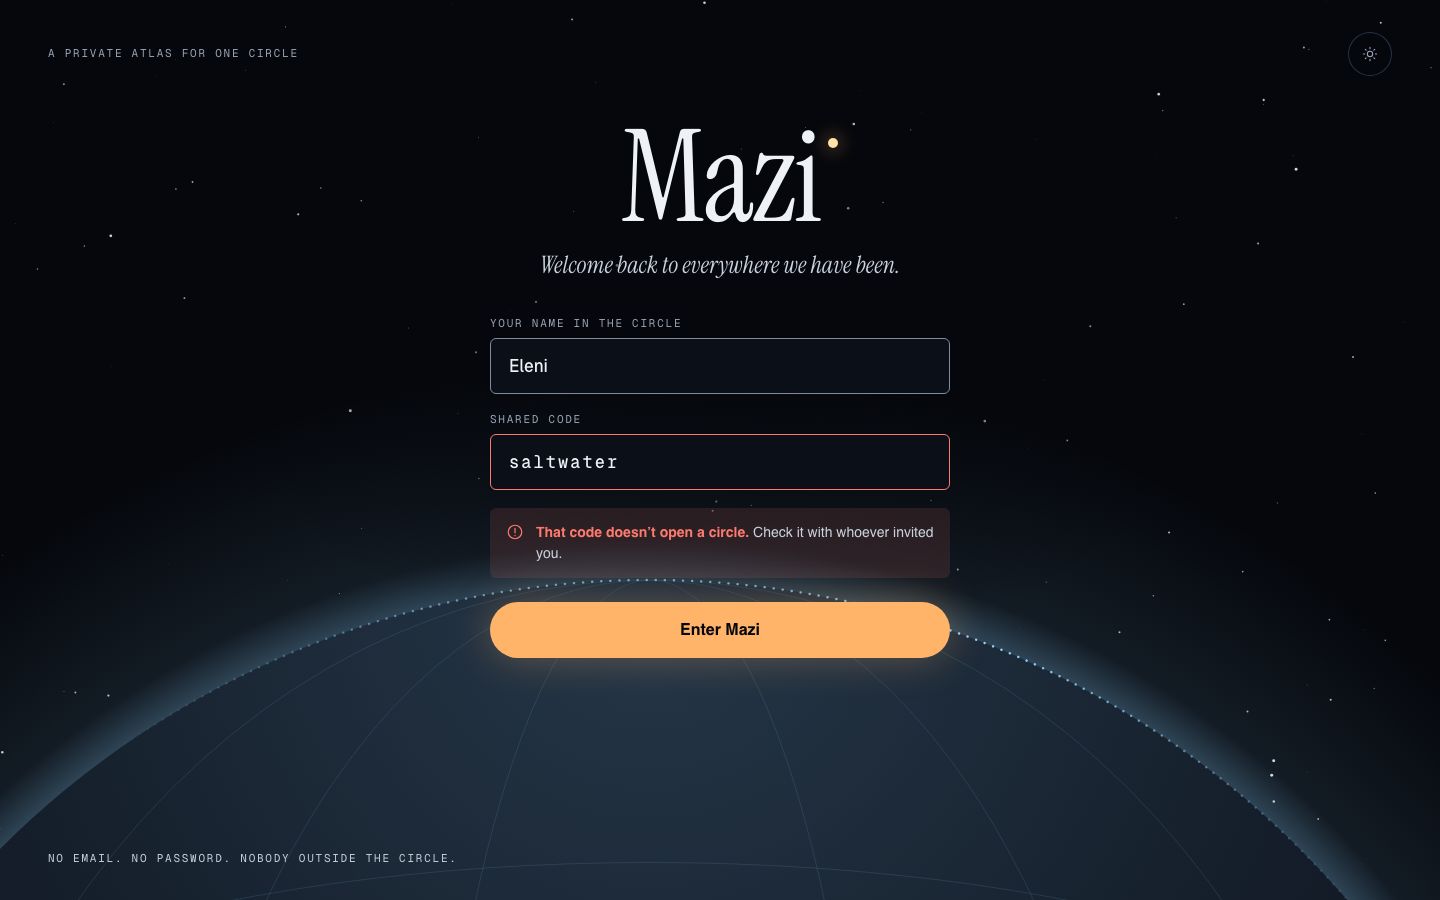 A PRIVATE ATLAS FOR ONE CIRCLE
Mazi
Welcome back to everywhere we have been.
YOUR NAME IN THE CIRCLE
Eleni
SHARED CODE
saltwater
That code doesn’t open a circle. Check it with whoever invited
you.
Enter Mazi
NO EMAIL. NO PASSWORD. NOBODY OUTSIDE THE CIRCLE.